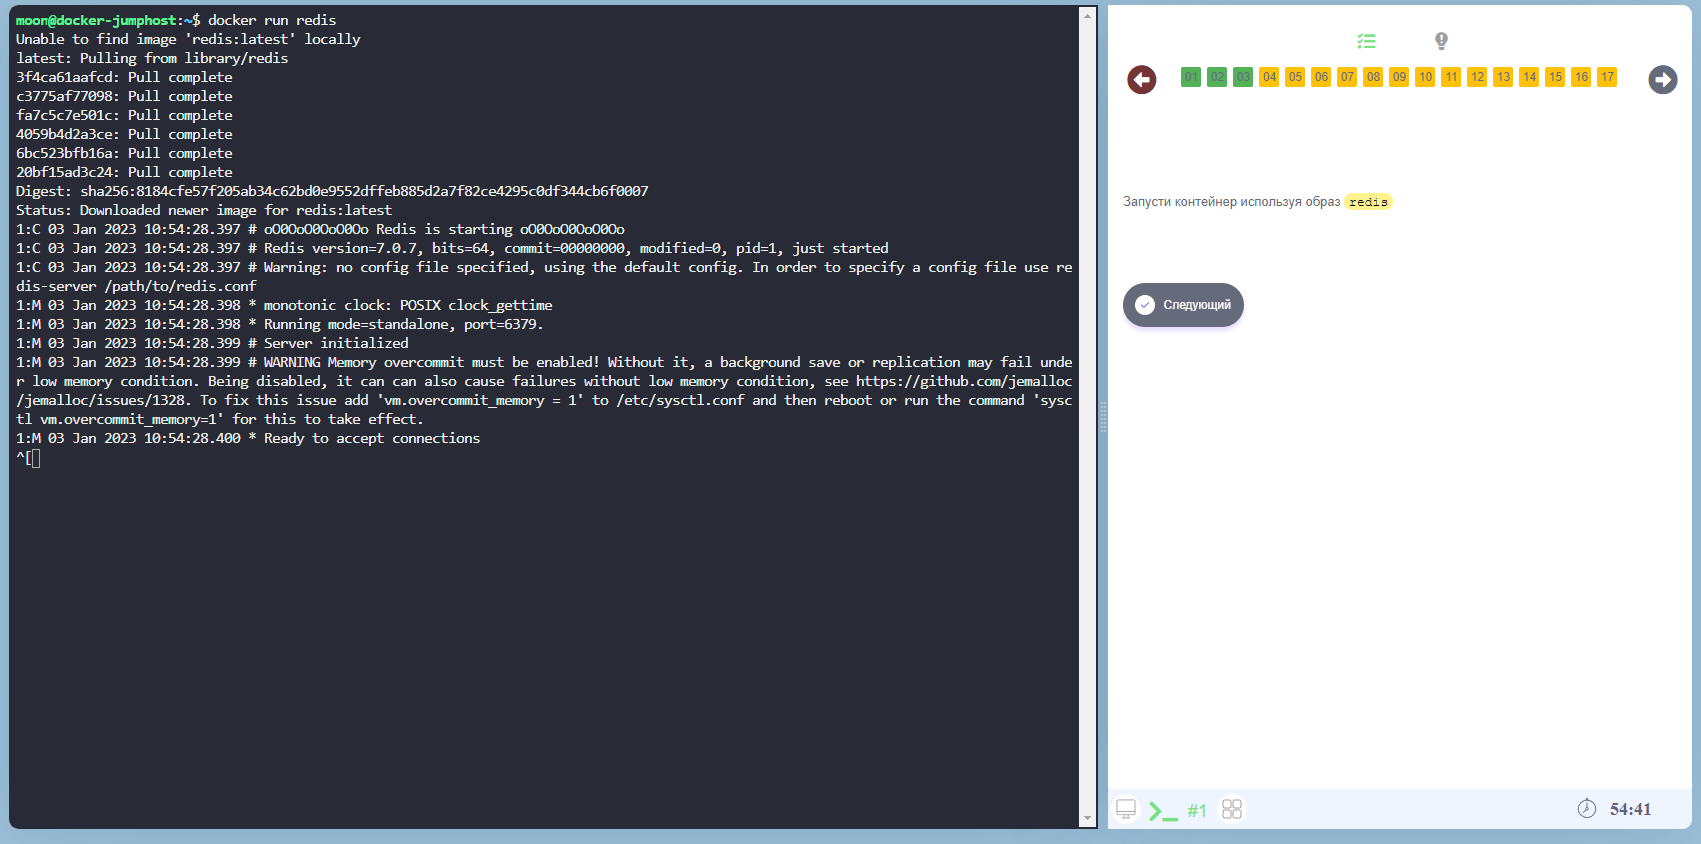 moon@docker-jumphost:~$ docker run redis
Unable to find image 'redis:latest' locally
latest: Pulling from library/redis
3f4ca61aafcd: Pull complete
c3775af77098: Pull complete
fa7c5c7e501c: Pull complete
4059b4d2a3ce: Pull complete
6bc523bfb16a: Pull complete
20bf15ad3c24: Pull complete
Digest: sha256:8184cfe57f205ab34c62bd0e9552dffeb885d2a7f82ce4295c0df344cb6f0007
Status: Downloaded newer image for redis:latest
1:C 03 Jan 2023 10:54:28.397 # oO0OoO0OoO0Oo Redis is starting oO0OoO0OoO0Oo
1:C 03 Jan 2023 10:54:28.397 # Redis version=7.0.7, bits=64, commit=00000000, modified=0, pid=1, just started
1:C 03 Jan 2023 10:54:28.397 # Warning: no config file specified, using the default config. In order to specify a config file use re
dis-server /path/to/redis.conf
1:M 03 Jan 2023 10:54:28.398 * monotonic clock: POSIX clock_gettime
1:M 03 Jan 2023 10:54:28.398 * Running mode=standalone, port=6379.
1:M 03 Jan 2023 10:54:28.399 # Server initialized
1:M 03 Jan 2023 10:54:28.399 # WARNING Memory overcommit must be enabled! Without it, a background save or replication may fail unde
r low memory condition. Being disabled, it can can also cause failures without low memory condition, see https://github.com/jemalloc
/jemalloc/issues/1328. To fix this issue add 'vm.overcommit_memory = 1' to /etc/sysctl.conf and then reboot or run the command 'sysc
tl vm.overcommit_memory=1' for this to take effect.
1:M 03 Jan 2023 10:54:28.400 * Ready to accept connections
^[
01 02 03 04 05 06 07 08 09 10 11 12 13 14 15 16 17
Запусти контейнер используя образ redis
Следующий
#1
54:41